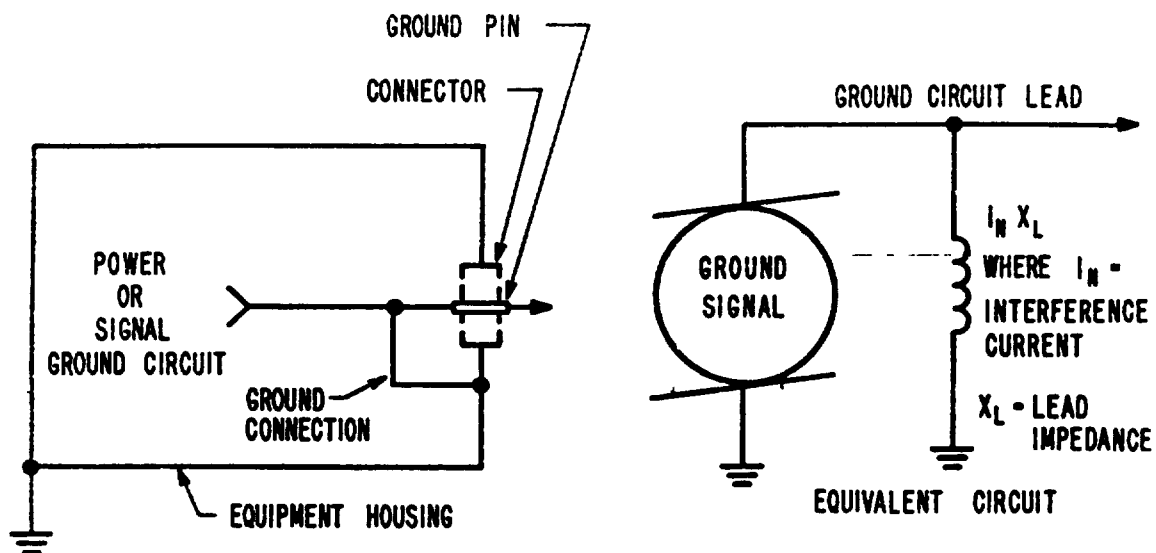 GROUND PIN
CONNECTOR
POWER
OR
SIGNAL
GROUND CIRCUIT
GROUND
CONNECTION
EQUIPMENT HOUSING
GROUND CIRCUIT LEAD
GROUND
SIGNAL
I_N X_L
WHERE I_N =
INTERFERENCE
CURRENT
X_L = LEAD
IMPEDANCE
EQUIVALENT CIRCUIT